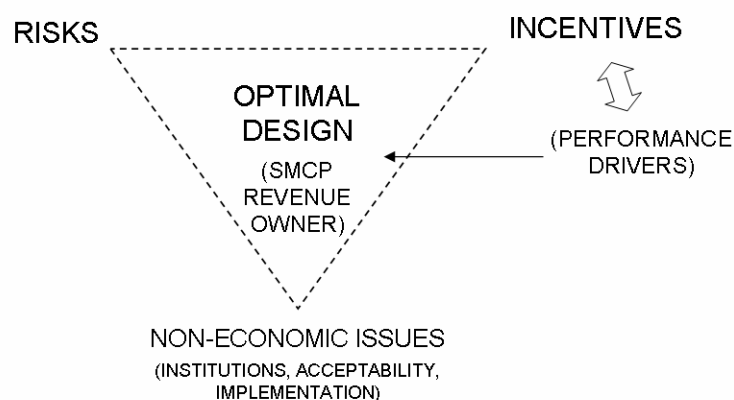 RISKS
INCENTIVES
OPTIMAL
DESIGN
(SMCP
REVENUE
OWNER)
(PERFORMANCE
DRIVERS)
NON-ECONOMIC ISSUES
(INSTITUTIONS, ACCEPTABILITY,
IMPLEMENTATION)